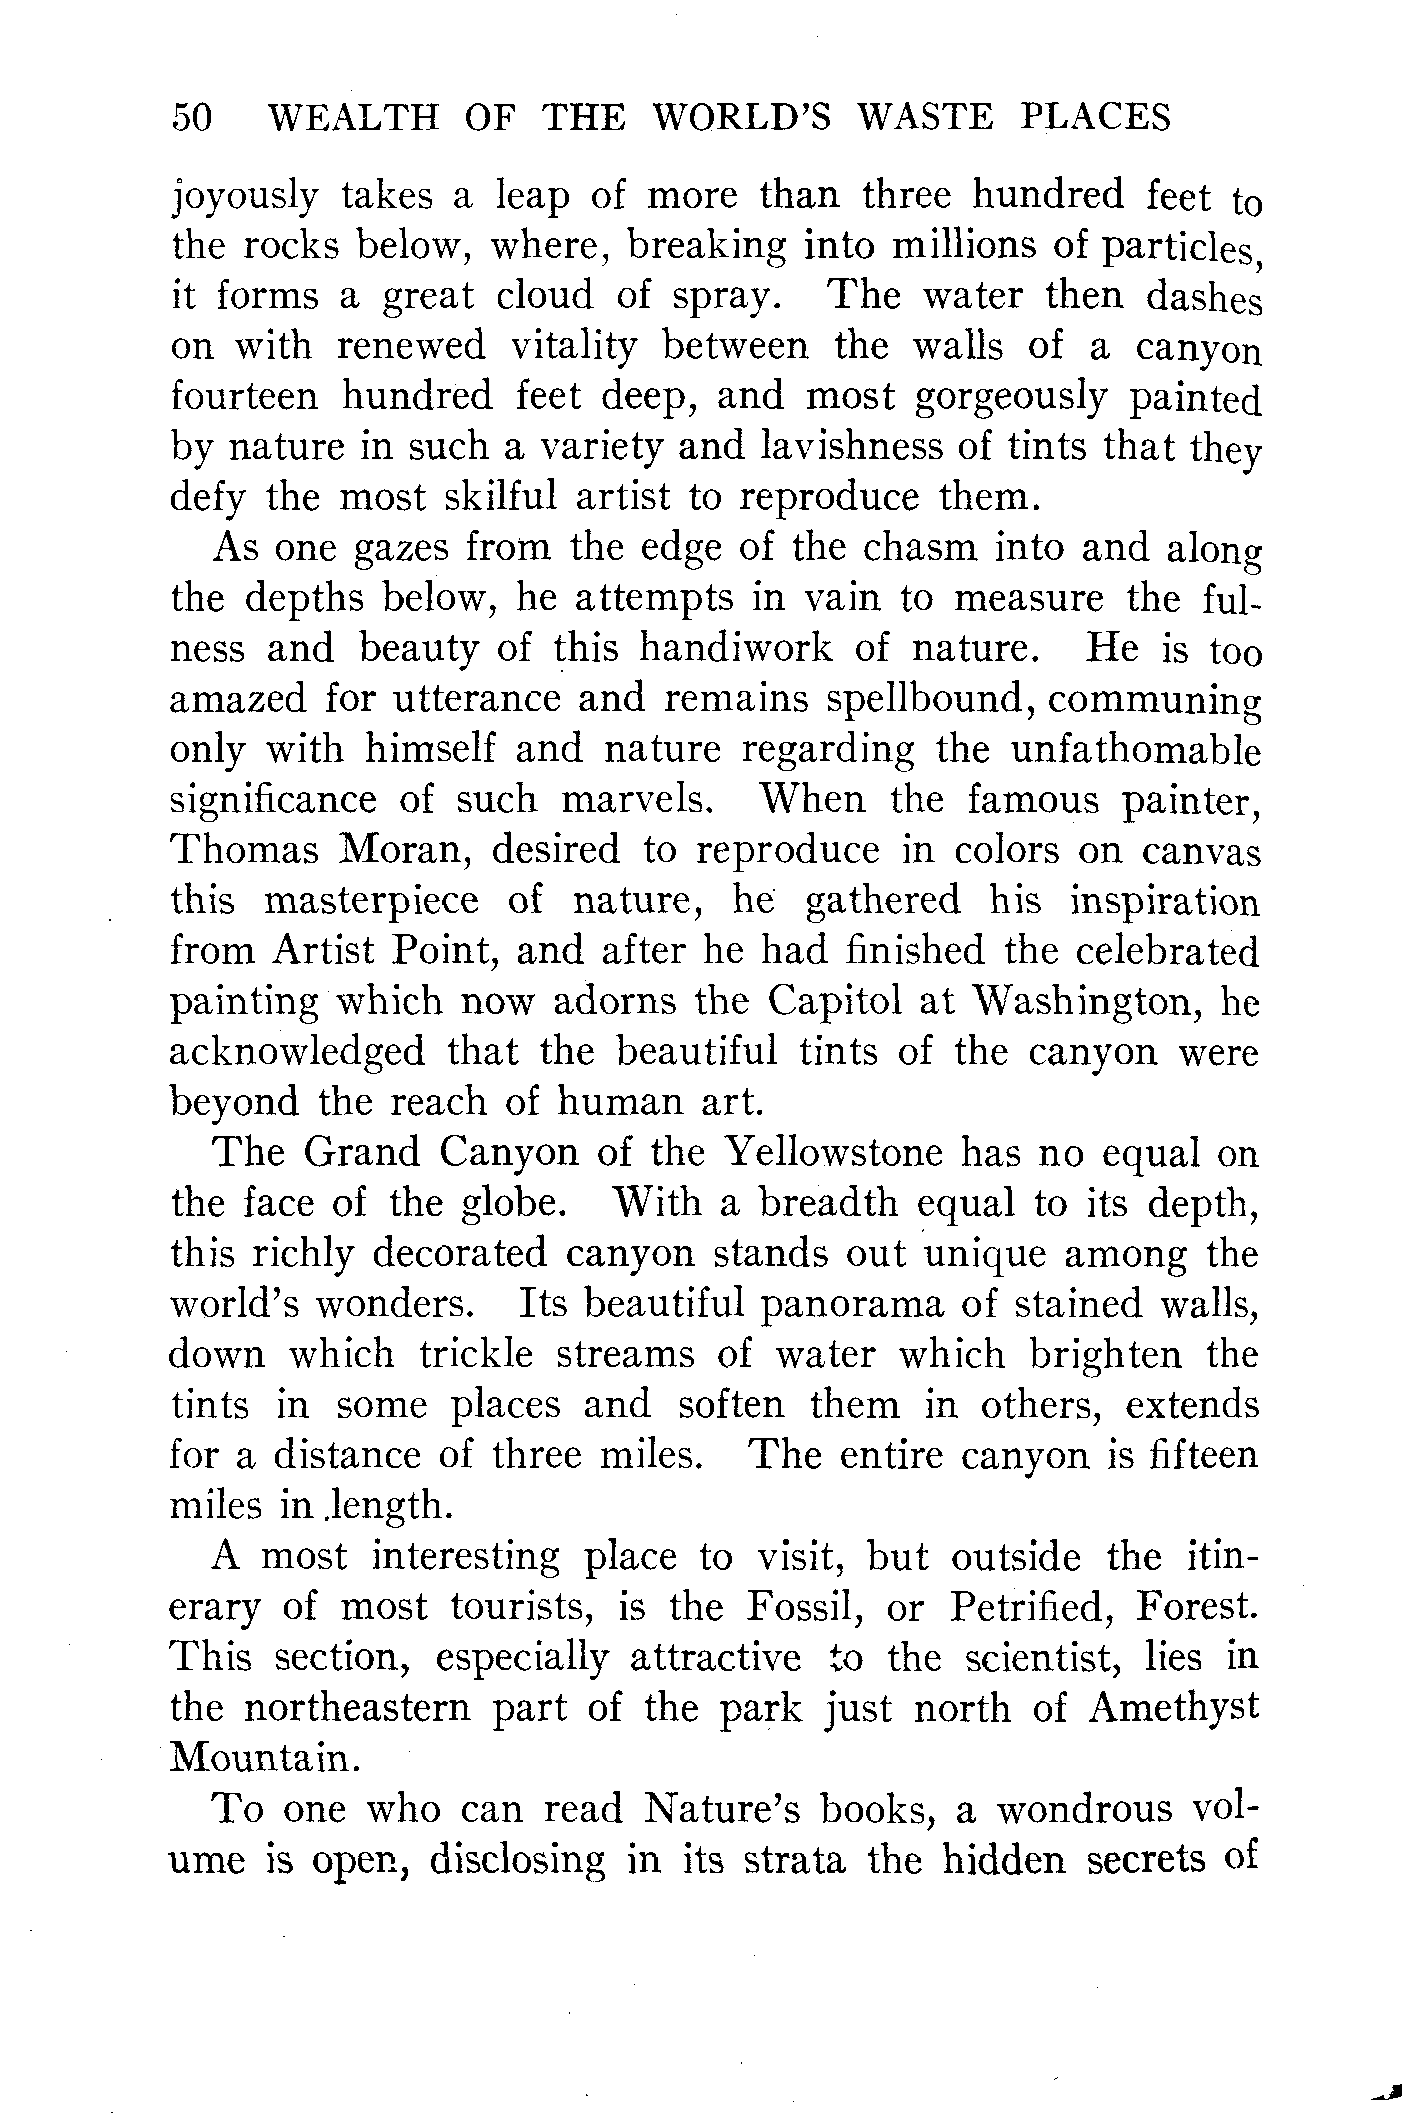 50 WEALTH OF THE WORLD'S WASTE PLACES
joyously takes a leap of more than three hundred feet to
the rocks below, where, breaking into millions of particles,
it forms a great cloud of spray. The water then dashes
on with renewed vitality between the walls of a canyon
fourteen hundred feet deep, and most gorgeously painted
by nature in such a variety and lavishness of tints that they
defy the most skilful artist to reproduce them.
As one gazes from the edge of the chasm into and along
the depths below, he attempts in vain to measure the ful-
ness and beauty of this handiwork of nature. He is too
amazed for utterance and remains spellbound, communing
only with himself and nature regarding the unfathomable
significance of such marvels. When the famous painter,
Thomas Moran, desired to reproduce in colors on canvas
this masterpiece of nature, he gathered his inspiration
from Artist Point, and after he had finished the celebrated
painting which now adorns the Capitol at Washington, he
acknowledged that the beautiful tints of the canyon were
beyond the reach of human art.
The Grand Canyon of the Yellowstone has no equal on
the face of the globe. With a breadth equal to its depth,
this richly decorated canyon stands out unique among the
world's wonders. Its beautiful panorama of stained walls,
down which trickle streams of water which brighten the
tints in some places and soften them in others, extends
for a distance of three miles. The entire canyon is fifteen
miles in length.
A most interesting place to visit, but outside the itin-
erary of most tourists, is the Fossil, or Petrified, Forest.
This section, especially attractive to the scientist, lies in
the northeastern part of the park just north of Amethyst
Mountain.
To one who can read Nature's books, a wondrous vol-
ume is open, disclosing in its strata the hidden secrets of